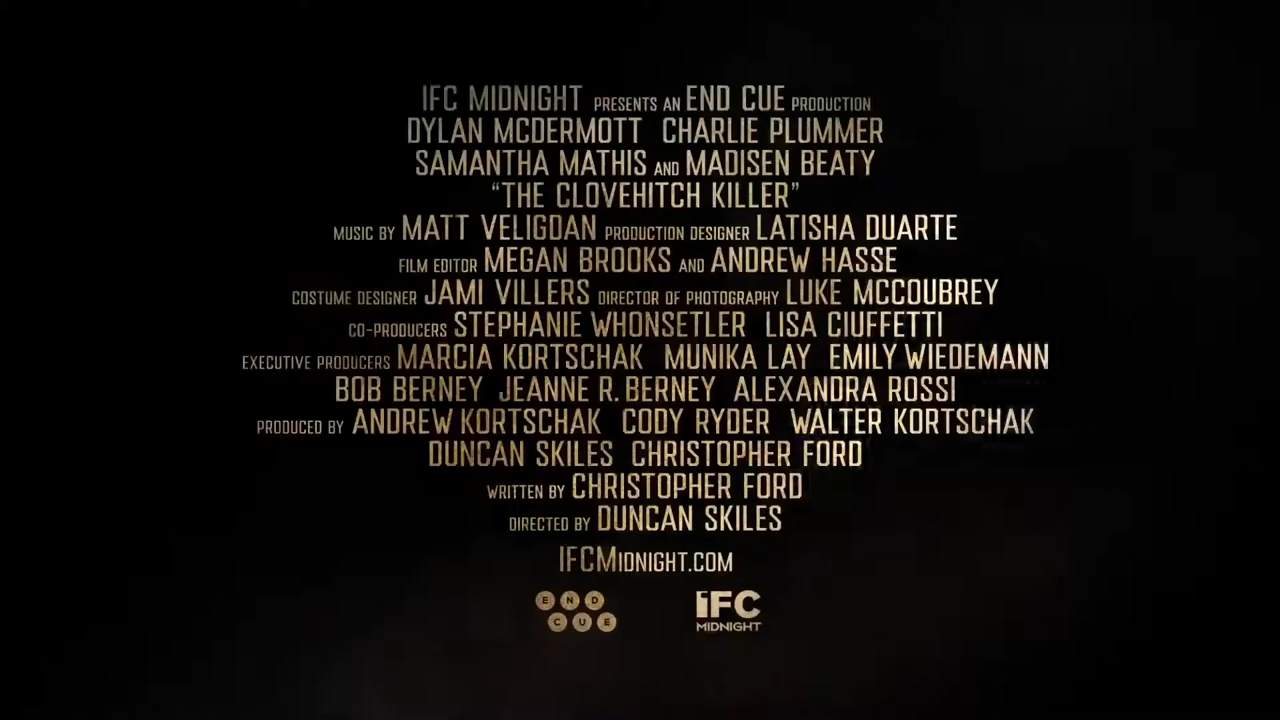 IFC MIDNIGHT PRESENTS AN END CUE PRODUCTION
DYLAN MCDERMOTT CHARLIE PLUMMER
SAMANTHA MATHIS AND MADISEN BEATY
“THE CLOVEHITCH KILLER”
MUSIC BY MATT VELIGDAN PRODUCTION DESIGNER LATISHA DUARTE
FILM EDITOR MEGAN BROOKS AND ANDREW HASSE
COSTUME DESIGNER JAMI VILLERS DIRECTOR OF PHOTOGRAPHY LUKE MCCOUBREY
CO-PRODUCERS STEPHANIE WHONSETLER LISA CIUFFETTI
EXECUTIVE PRODUCERS MARCIA KORTSCHAK MUNIKA LAY EMILY WIEDEMANN
BOB BERNEY JEANNE R. BERNEY ALEXANDRA ROSSI
PRODUCED BY ANDREW KORTSCHAK CODY RYDER WALTER KORTSCHAK
DUNCAN SKILES CHRISTOPHER FORD
WRITTEN BY CHRISTOPHER FORD
DIRECTED BY DUNCAN SKILES
IFCMIDNIGHT.COM
END
CUE
IFC
MIDNIGHT